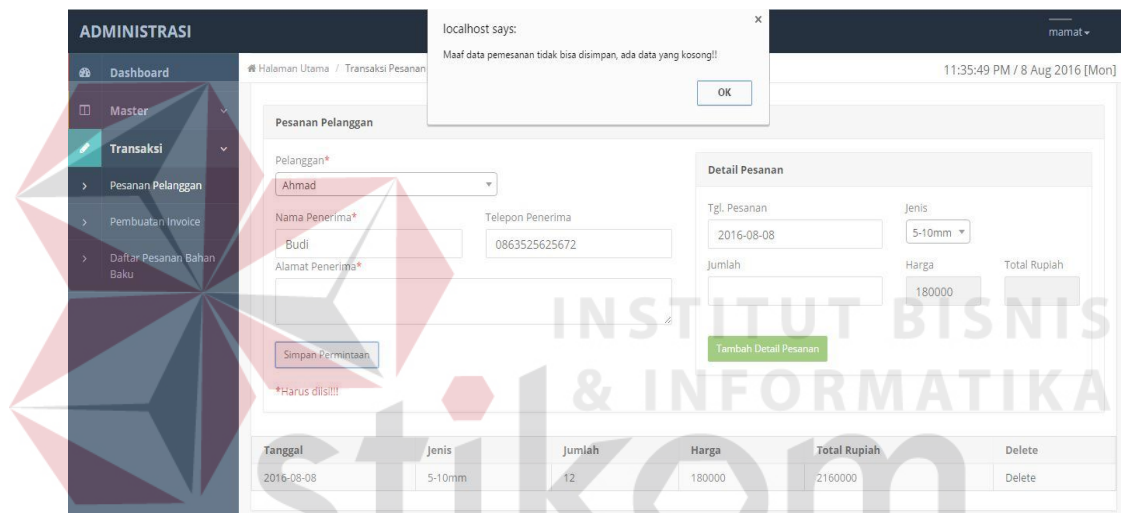 ADMINISTRASI
localhost says:
x
mamat
Maaf data pemesanan tidak bisa disimpan, ada data yang kosong!!
OK
Dashboard
Halaman Utama / Transaksi Pesanan
11:35:49 PM / 8 Aug 2016 [Mon]
Master
Transaksi
Pesanan Pelanggan
Pembuatan Invoice
Daftar Pesanan Bahan
Baku
Pesanan Pelanggan
Pelanggan*
Ahmad
Nama Penerima*
Telepon Penerima
Budi
0863525625672
Alamat Penerima*
Simpan Permintaan
*Harus diisi!!!
Detail Pesanan
Tgl. Pesanan
Jenis
2016-08-08
5-10mm
Jumlah
Harga
Total Rupiah
180000
Tambah Detail Pesanan
Tanggal Jenis Jumlah Harga Total Rupiah Delete
2016-08-08 5-10mm 12 180000 2160000 Delete
INSTITUT BISNIS
& INFORMATIKA
stikom